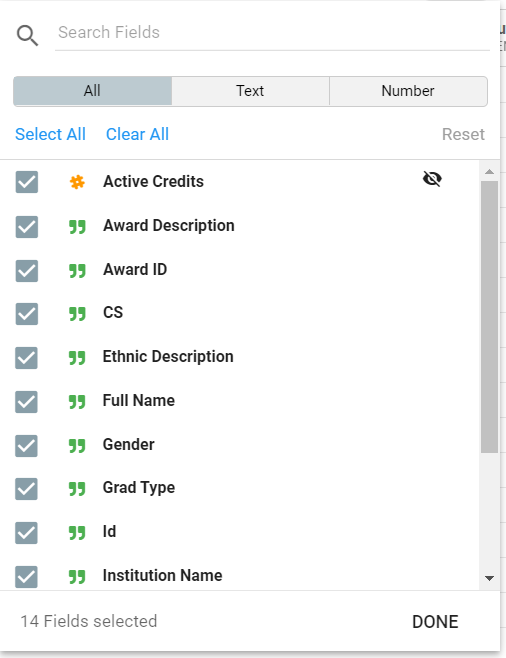 Search Fields
All Text Number
Select All Clear All Reset
Active Credits
Award Description
Award ID
CS
Ethnic Description
Full Name
Gender
Grad Type
Id
Institution Name
14 Fields selected DONE